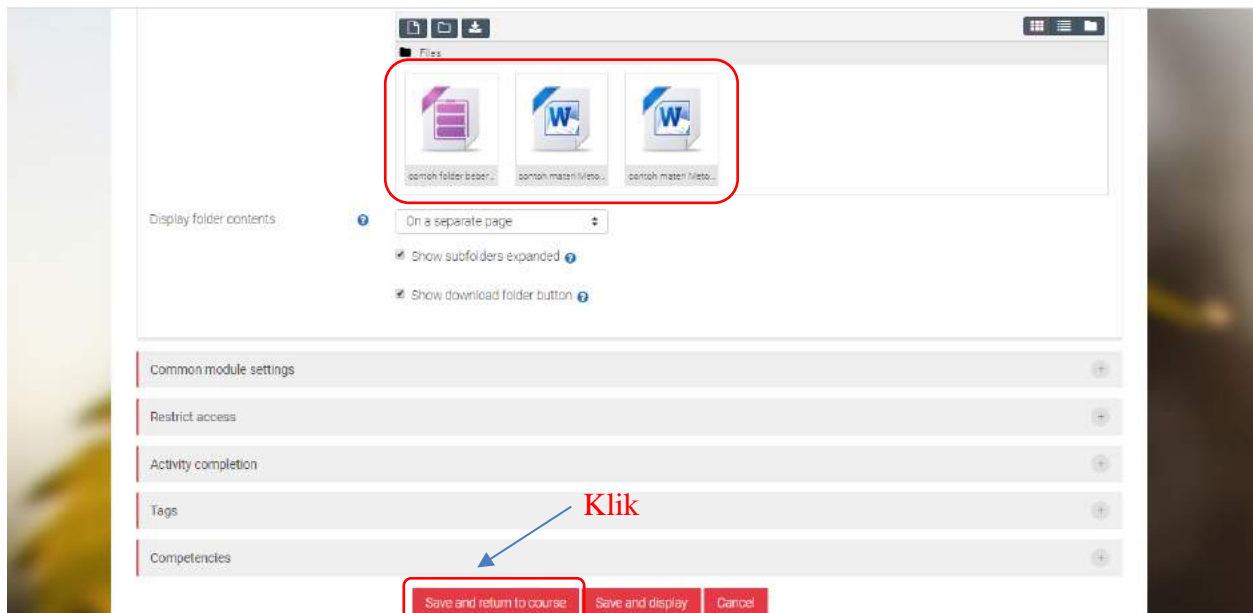 Files
contoh folder beber...
contoh materi Meto...
contoh materi Meto...
Display folder contents
On a separate page
Show subfolders expanded
Show download folder button
Common module settings
Restrict access
Activity completion
Tags
Klik
Competencies
Save and return to course
Save and display
Cancel